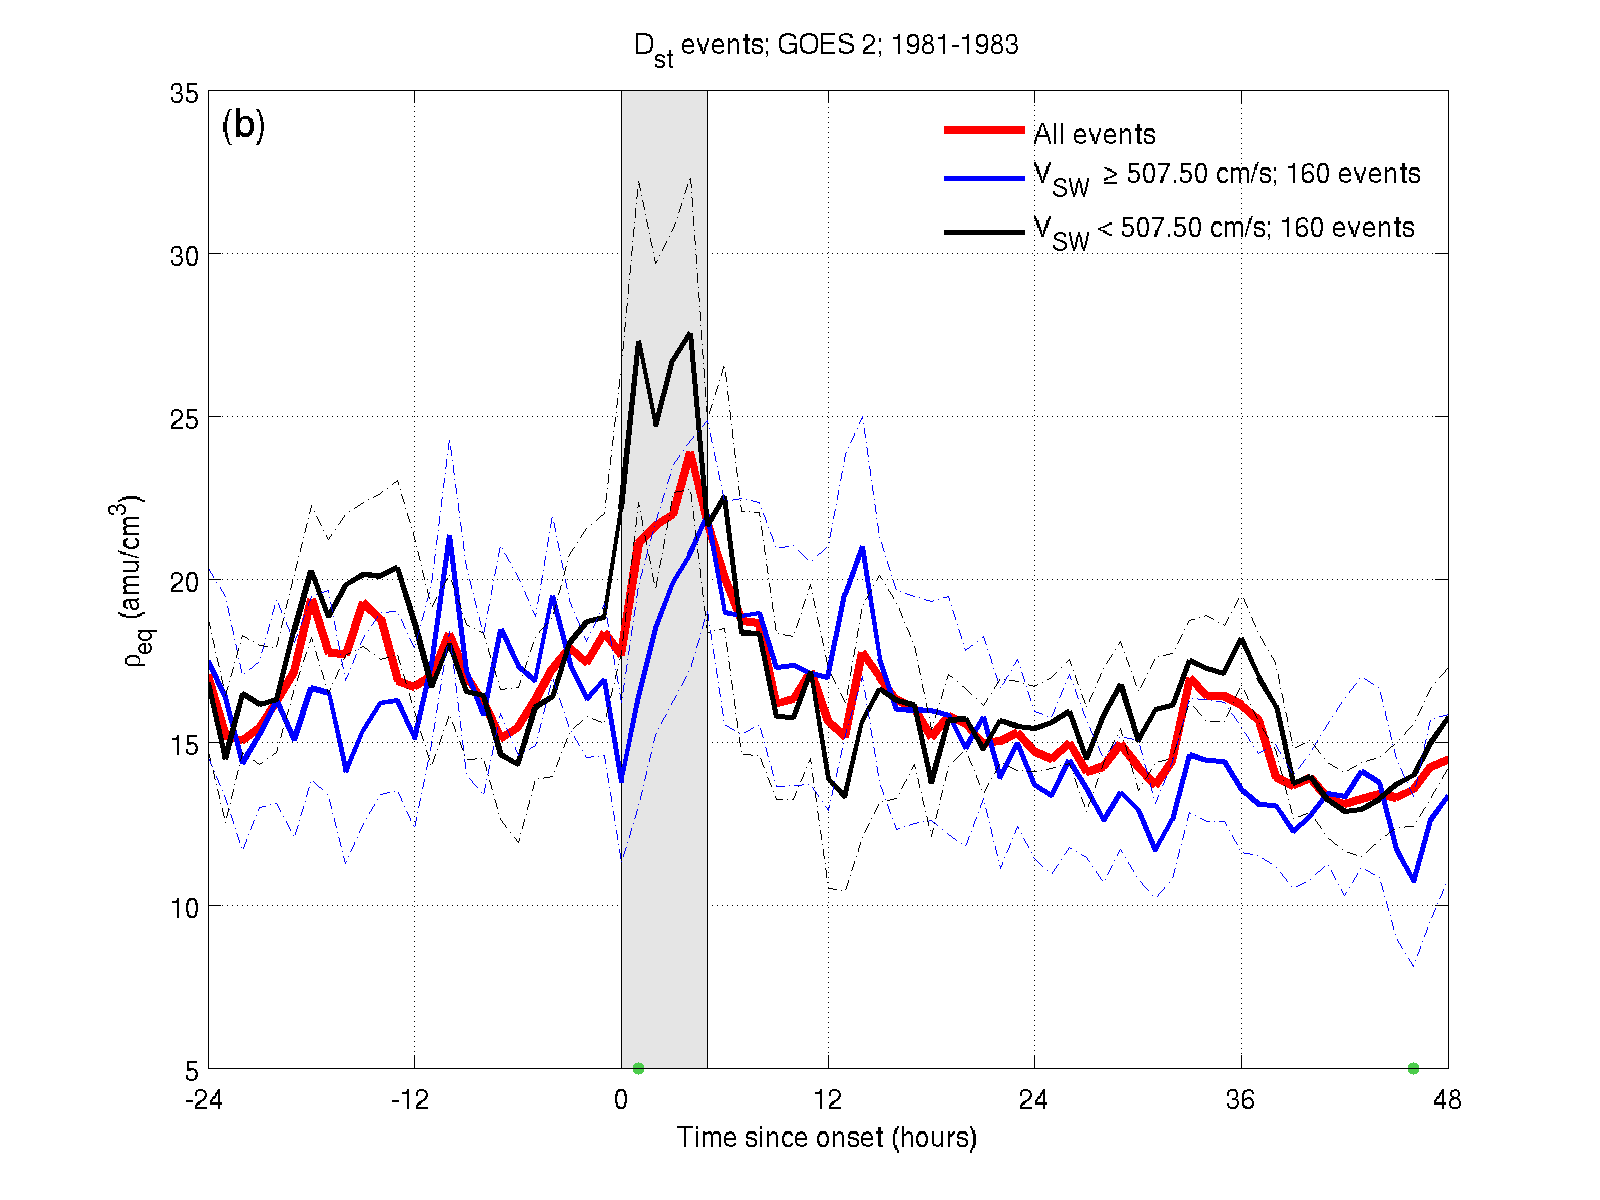 D_st events; GOES 2; 1981-1983
(b)
All events
V_SW ≥ 507.50 cm/s; 160 events
V_SW < 507.50 cm/s; 160 events
35
30
25
20
15
10
5
ρ_eq (amu/cm^3)
-24 -12 0 12 24 36 48
Time since onset (hours)